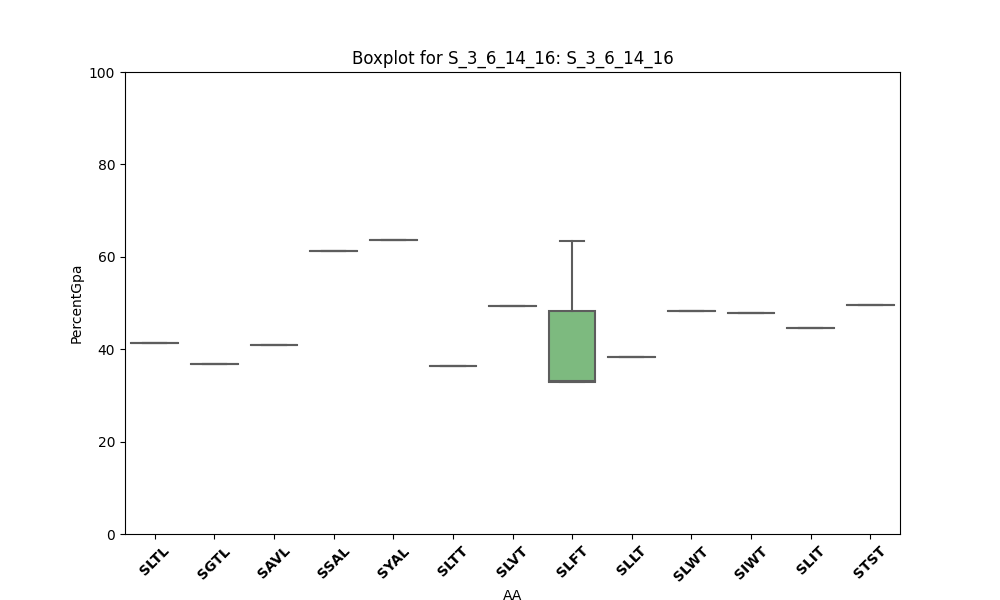 Boxplot for S_3_6_14_16: S_3_6_14_16
100
80
60
40
20
0
PercentGpa
SLTL
SGTL
SAVL
SSAL
SYAL
SLTT
SLVT
SLFT
SLLT
SLWT
SIWT
SLIT
STST
AA